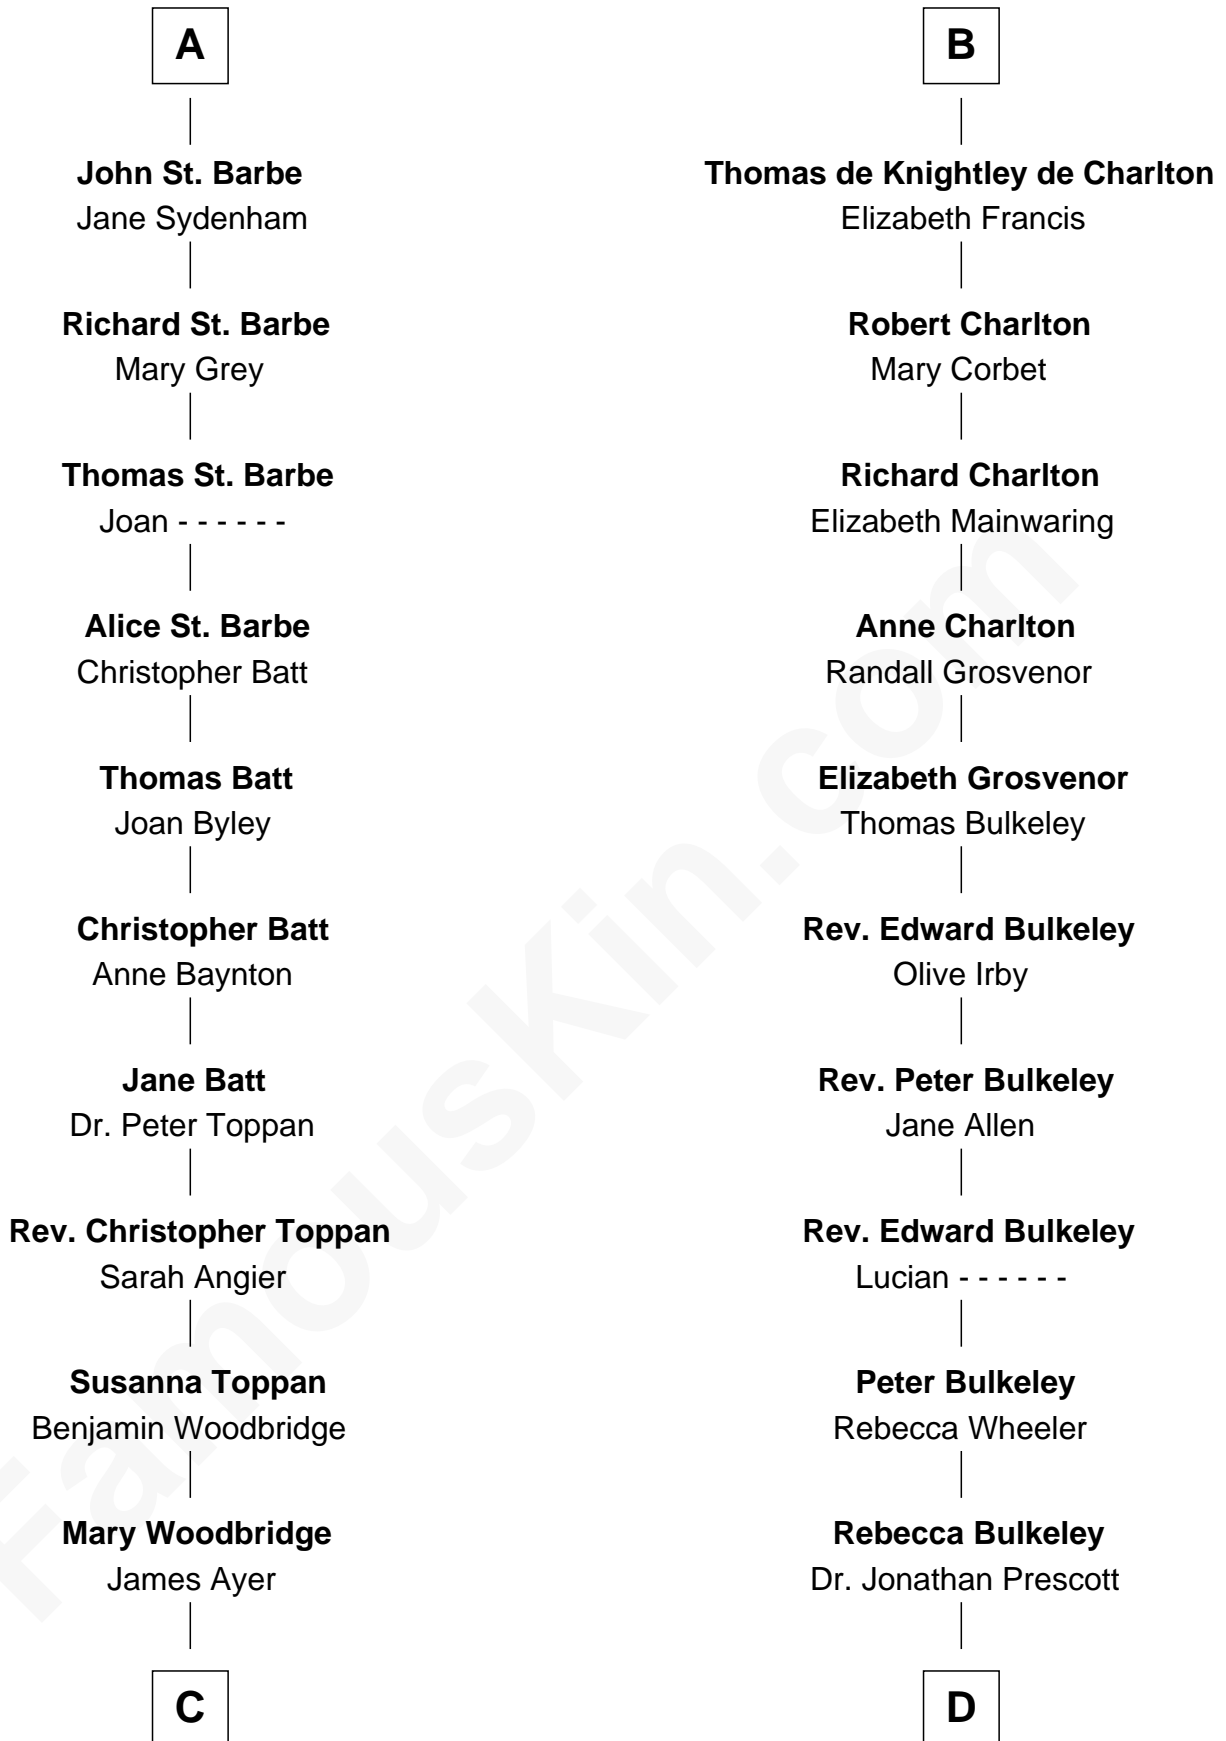 A
John St. Barbe
Jane Sydenham
Richard St. Barbe
Mary Grey
Thomas St. Barbe
Joan - - - - - -
Alice St. Barbe
Christopher Batt
Thomas Batt
Joan Byley
Christopher Batt
Anne Baynton
Jane Batt
Dr. Peter Toppan
Rev. Christopher Toppan
Sarah Angier
Susanna Toppan
Benjamin Woodbridge
Mary Woodbridge
James Ayer
C
B
Thomas de Knightley de Charlton
Elizabeth Francis
Robert Charlton
Mary Corbet
Richard Charlton
Elizabeth Mainwaring
Anne Charlton
Randall Grosvenor
Elizabeth Grosvenor
Thomas Bulkeley
Rev. Edward Bulkeley
Olive Irby
Rev. Peter Bulkeley
Jane Allen
Rev. Edward Bulkeley
Lucian - - - - - -
Peter Bulkeley
Rebecca Wheeler
Rebecca Bulkeley
Dr. Jonathan Prescott
D
FamousKin.com